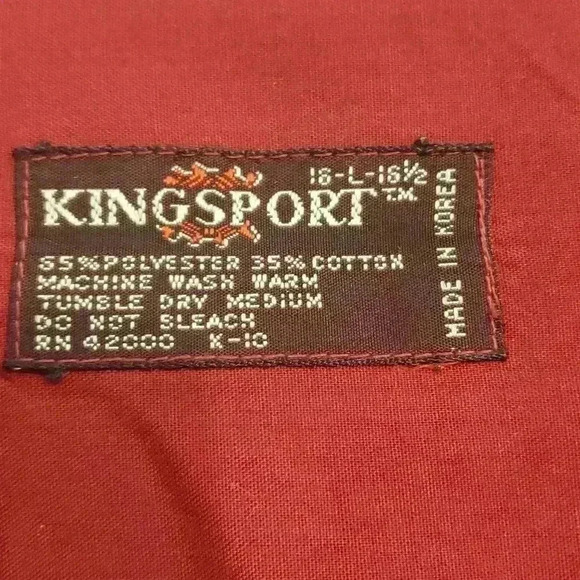 16-L-16½
KINGSPORT T.M.
65% POLYESTER 35% COTTON
MACHINE WASH WARM
TUMBLE DRY MEDIUM
DO NOT BLEACH
RN 42000 K-10
MADE IN KOREA